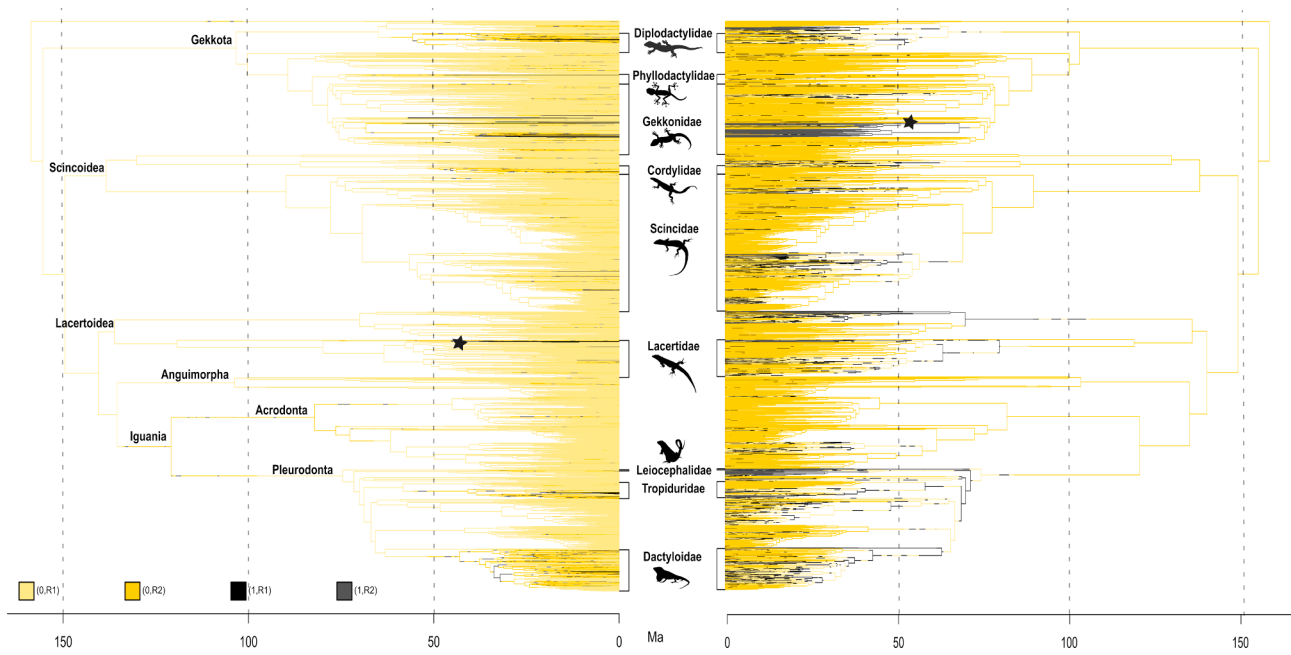 Gekkota
Scincoidea
Lacertoidea
Anguimorpha
Acrodonta
Iguania
Pleurodonta
Diplodactylidae
Phyllodactylidae
Gekkonidae
Cordylidae
Scincidae
Lacertidae
Leiocephalidae
Tropiduridae
Dactyloidae
(0,R1) (0,R2) (1,R1) (1,R2)
150 100 50 0 Ma 0 50 100 150